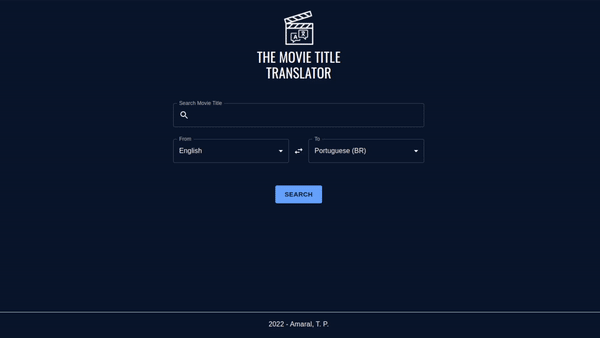 THE MOVIE TITLE
TRANSLATOR
Search Movie Title
From
English
To
Portuguese (BR)
SEARCH
2022 - Amaral, T. P.